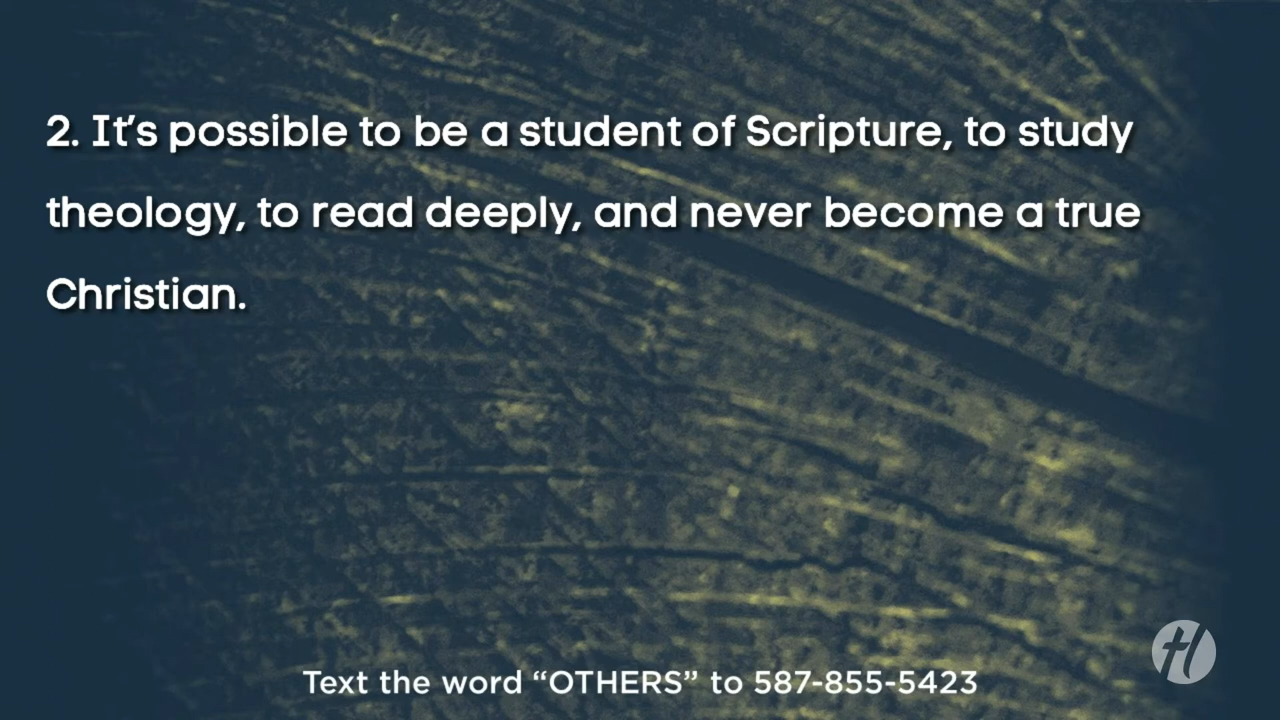 2. It's possible to be a student of Scripture, to study
theology, to read deeply, and never become a true
Christian.
Text the word “OTHERS” to 587-855-5423